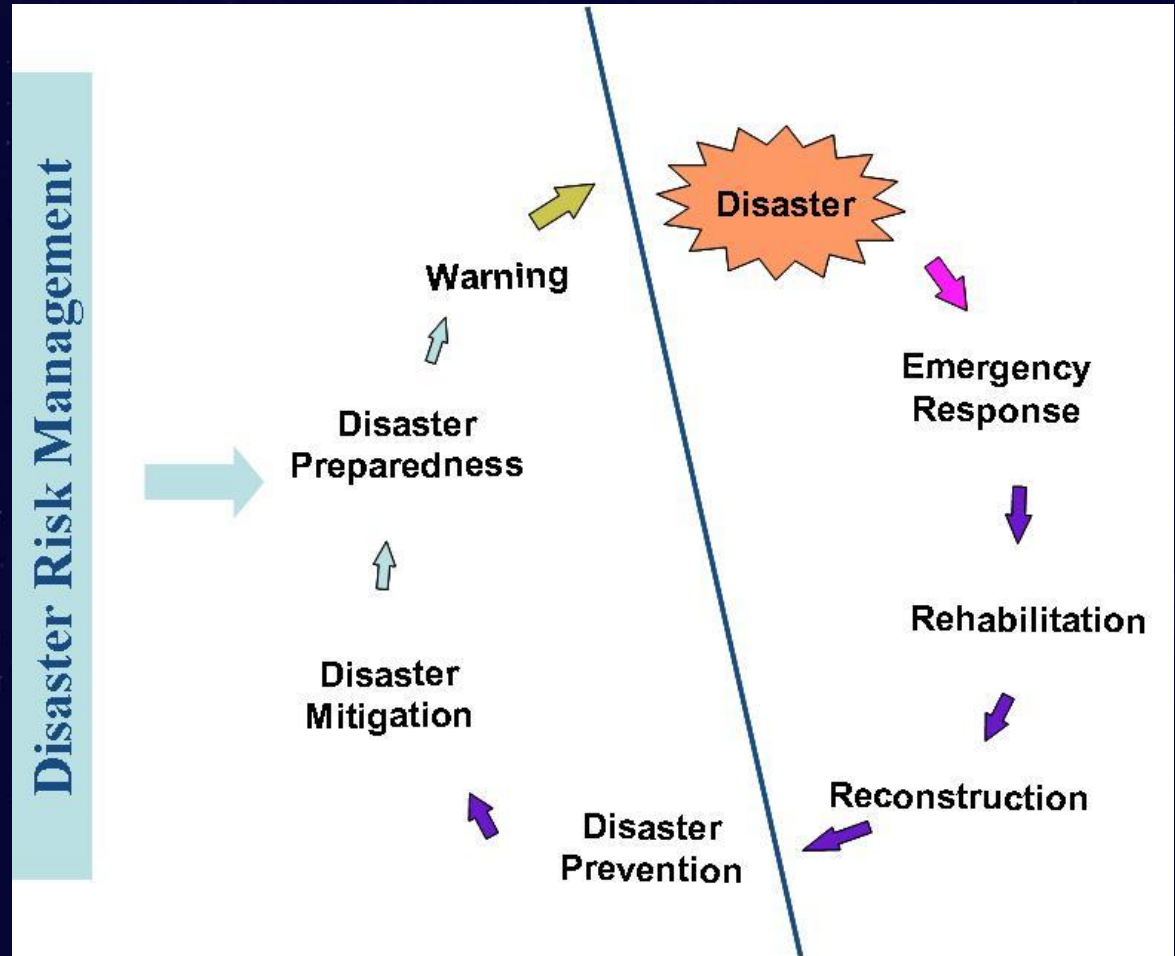 Disaster Risk Management
Disaster
Warning
Emergency
Response
Disaster
Preparedness
Rehabilitation
Disaster
Mitigation
Reconstruction
Disaster
Prevention